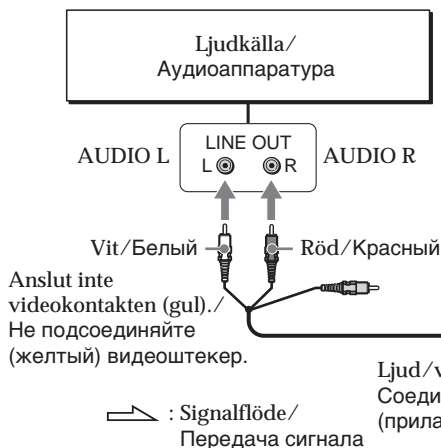 Ljudkälla/
Аудиоаппаратура
LINE OUT
AUDIO L
L
R
AUDIO R
Vit/Белый
Röd/Красный
Anslut inte
videokontakten (gul)./
Не подсоединяйте
(желтый) видеоштекер.
: Signalflöde/
Передача сигнала